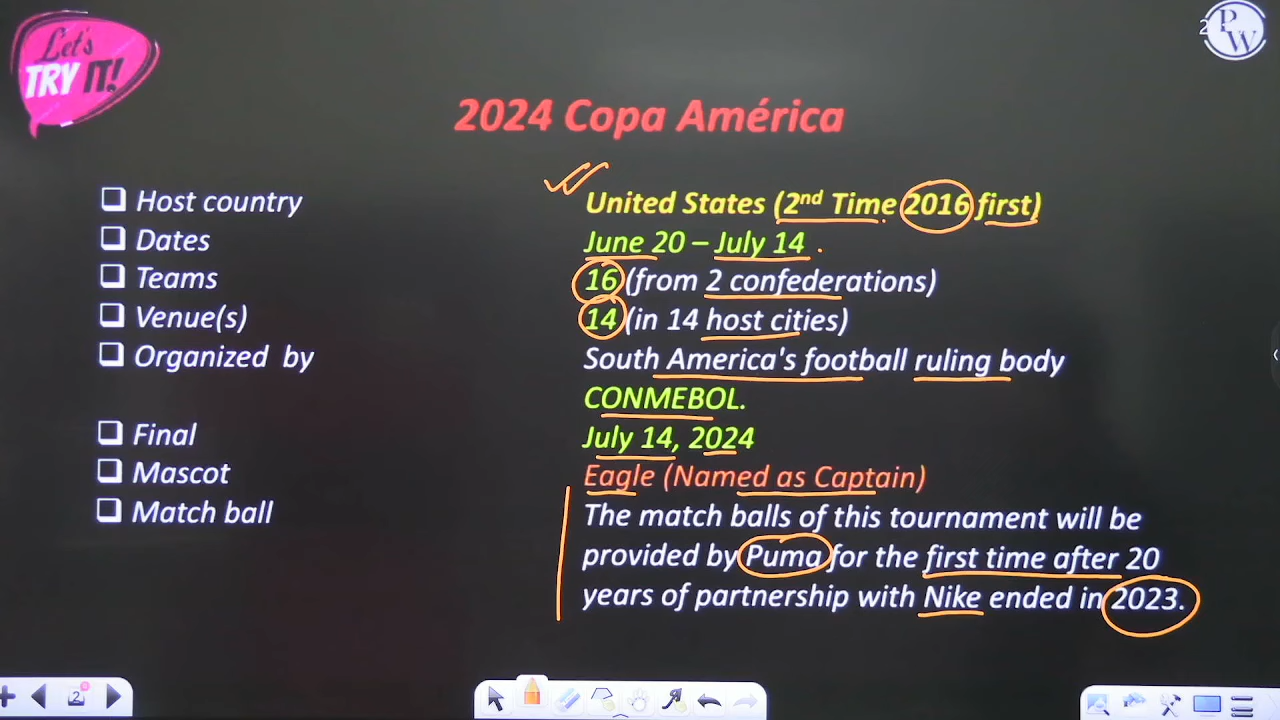 Let's
TRY IT!
PW
2024 Copa América
Host country United States (2nd Time 2016 first)
Dates June 20 – July 14
Teams 16 (from 2 confederations)
Venue(s) 14 (in 14 host cities)
Organized by South America's football ruling body
CONMEBOL.
Final July 14, 2024
Mascot Eagle (Named as Captain)
Match ball The match balls of this tournament will be
provided by Puma for the first time after 20
years of partnership with Nike ended in 2023.
2